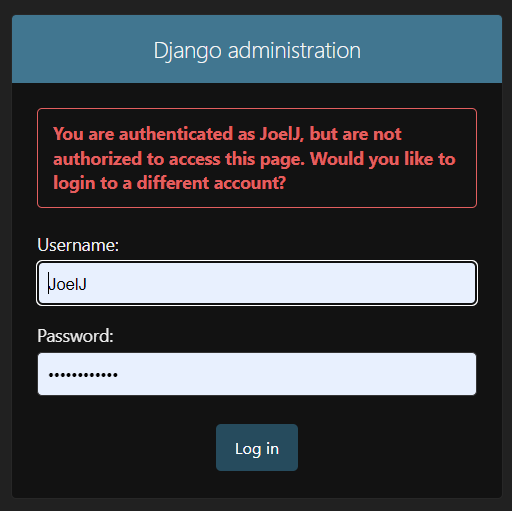 Django administration
You are authenticated as JoelJ, but are not
authorized to access this page. Would you like to
login to a different account?
Username:
JoelJ
Password:
••••••••••••
Log in